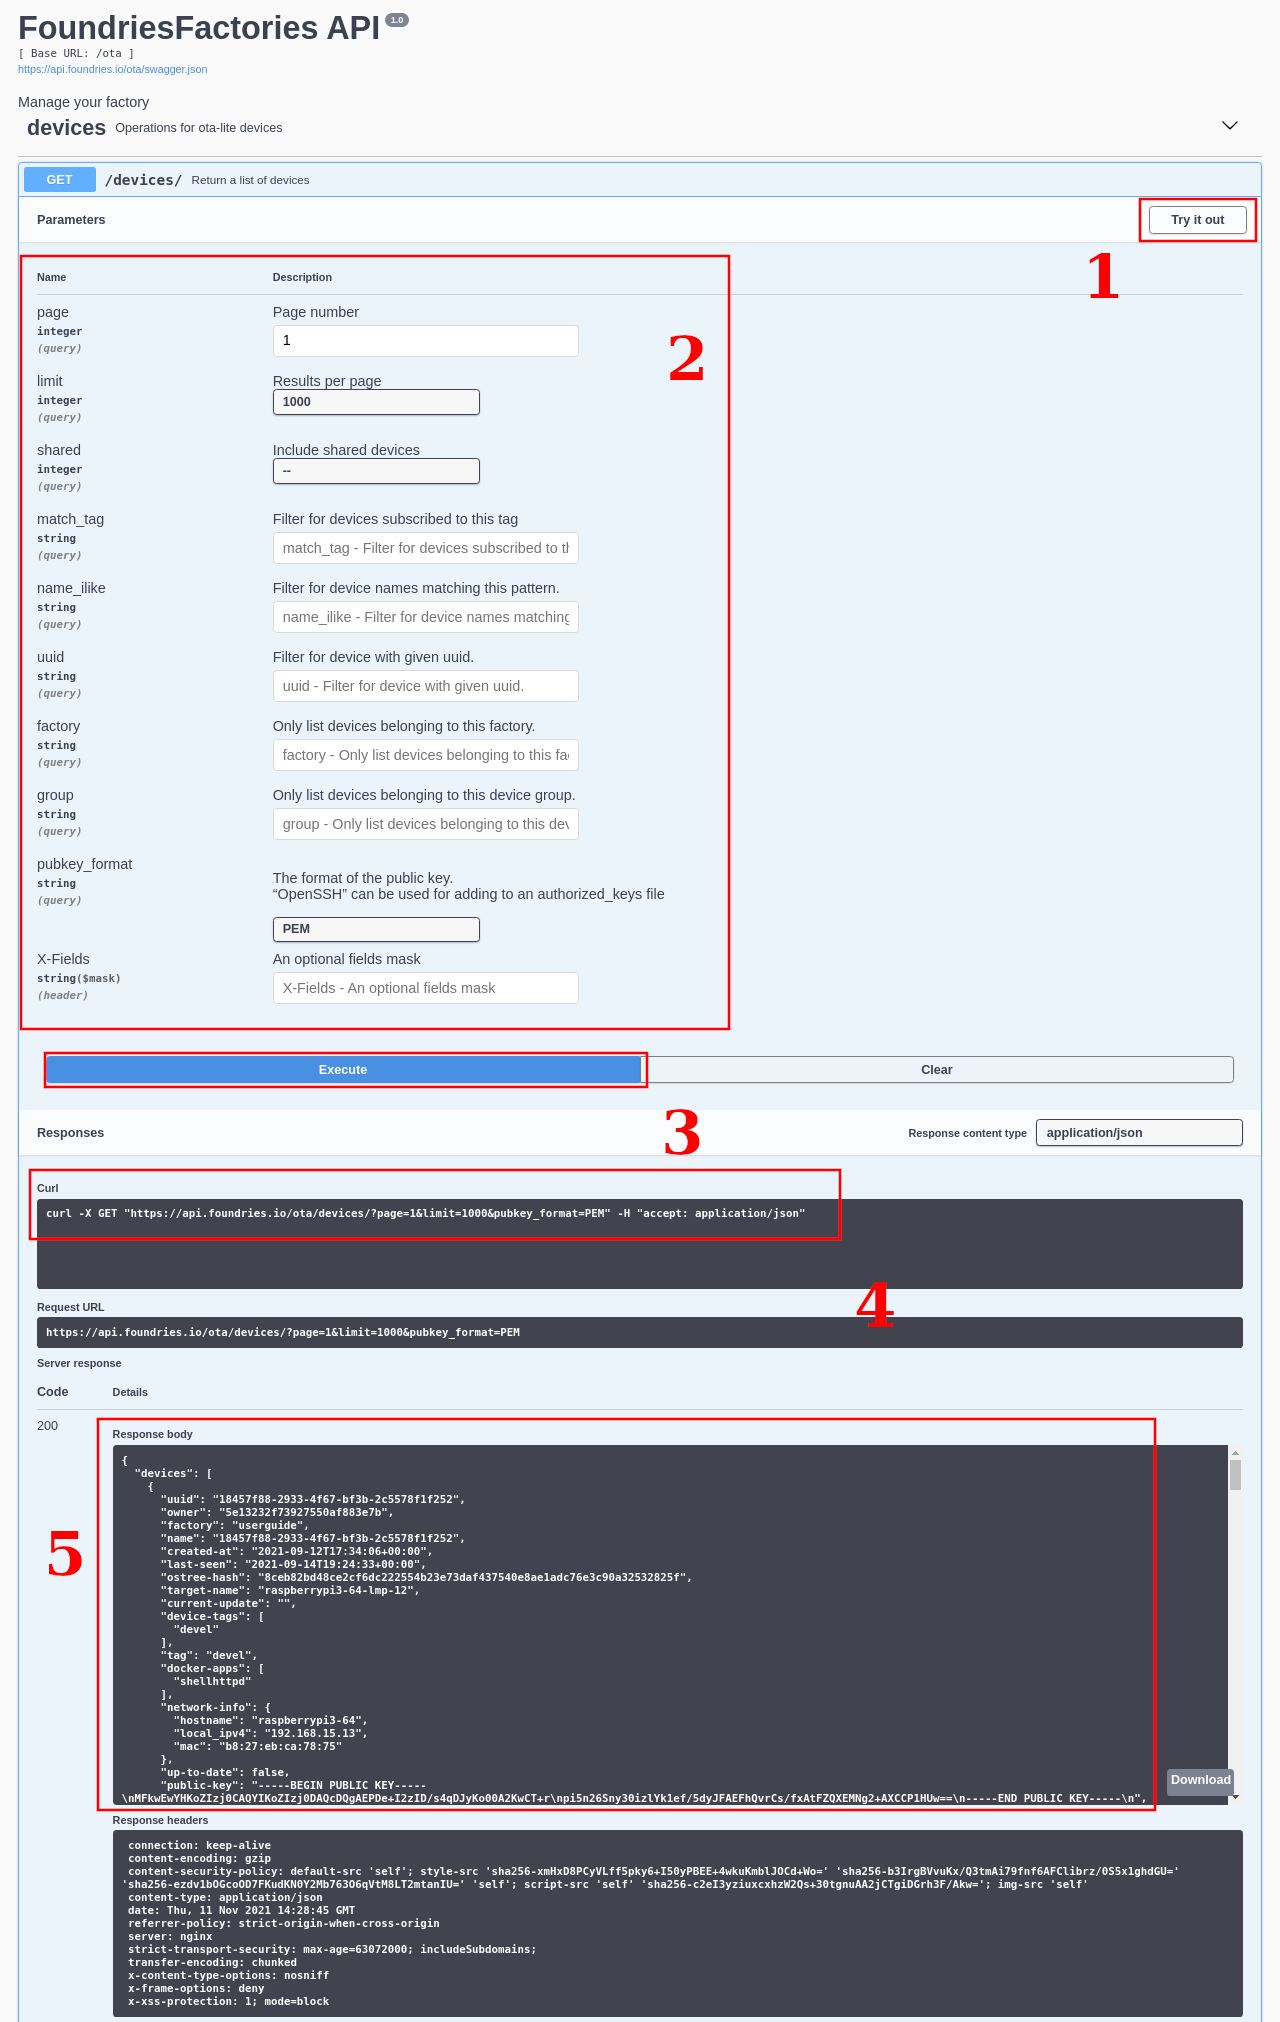 FoundriesFactories API 1.0
[ Base URL: /ota ]
https://api.foundries.io/ota/swagger.json
Manage your factory
devices Operations for ota-lite devices
GET /devices/ Return a list of devices
Parameters Try it out
1
Name Description
page Page number
integer
(query)
1
2
limit Results per page
integer
(query)
1000
shared Include shared devices
integer
(query)
--
match_tag Filter for devices subscribed to this tag
string
(query)
match_tag - Filter for devices subscribed to th
name_ilike Filter for device names matching this pattern.
string
(query)
name_ilike - Filter for device names matching
uuid Filter for device with given uuid.
string
(query)
uuid - Filter for device with given uuid.
factory Only list devices belonging to this factory.
string
(query)
factory - Only list devices belonging to this fac
group Only list devices belonging to this device group.
string
(query)
group - Only list devices belonging to this dev
pubkey_format
string
(query)
The format of the public key.
“OpenSSH” can be used for adding to an authorized_keys file
PEM
X-Fields An optional fields mask
string($mask)
(header)
X-Fields - An optional fields mask
Execute Clear
3
Responses Response content type application/json
Curl
curl -X GET "https://api.foundries.io/ota/devices/?page=1&limit=1000&pubkey_format=PEM" -H "accept: application/json"
4
Request URL
https://api.foundries.io/ota/devices/?page=1&limit=1000&pubkey_format=PEM
Server response
Code Details
200
5
Response body
{
"devices": [
{
"uuid": "18457f88-2933-4f67-bf3b-2c5578f1f252",
"owner": "5e13232f73927550af883e7b",
"factory": "userguide",
"name": "18457f88-2933-4f67-bf3b-2c5578f1f252",
"created-at": "2021-09-12T17:34:06+00:00",
"last-seen": "2021-09-14T19:24:33+00:00",
"ostree-hash": "8ceb82bd48ce2cf6dc222554b23e73daf437540e8ae1adc76e3c90a32532825f",
"target-name": "raspberrypi3-64-lmp-12",
"current-update": "",
"device-tags": [
"devel"
],
"tag": "devel",
"docker-apps": [
"shellhttpd"
],
"network-info": {
"hostname": "raspberrypi3-64",
"local_ipv4": "192.168.15.13",
"mac": "b8:27:eb:ca:78:75"
},
"up-to-date": false,
"public-key": "-----BEGIN PUBLIC KEY-----
\nMFkwEwYHKoZIzj0CAQYIKoZIzj0DAQcDQgAEPDe+I2zID/s4qDJyKo00A2KwCT+r\npi5n26Sny30izlYk1ef/5dyJFAEFhQvrCs/fxAtFZQXEMNg2+AXCCP1HUw==\n-----END PUBLIC KEY-----\n",
Download
Response headers
connection: keep-alive
content-encoding: gzip
content-security-policy: default-src 'self'; style-src 'sha256-xmHxD8PCyVLff5pky6+I50yPBEE+4wkuKmblJOCd+Wo=' 'sha256-b3IrgBVvuKx/Q3tmAi79fnf6AFClibrz/0S5x1ghdGU='
'sha256-ezdv1bOGcoOD7FKudKN0Y2Mb763O6qVtM8LT2mtanIU=' 'self'; script-src 'self' 'sha256-c2eI3yziuxcxhzW2Qs+30tgnuAA2jCTgiDGrh3F/Akw='; img-src 'self'
content-type: application/json
date: Thu, 11 Nov 2021 14:28:45 GMT
referrer-policy: strict-origin-when-cross-origin
server: nginx
strict-transport-security: max-age=63072000; includeSubdomains;
transfer-encoding: chunked
x-content-type-options: nosniff
x-frame-options: deny
x-xss-protection: 1; mode=block